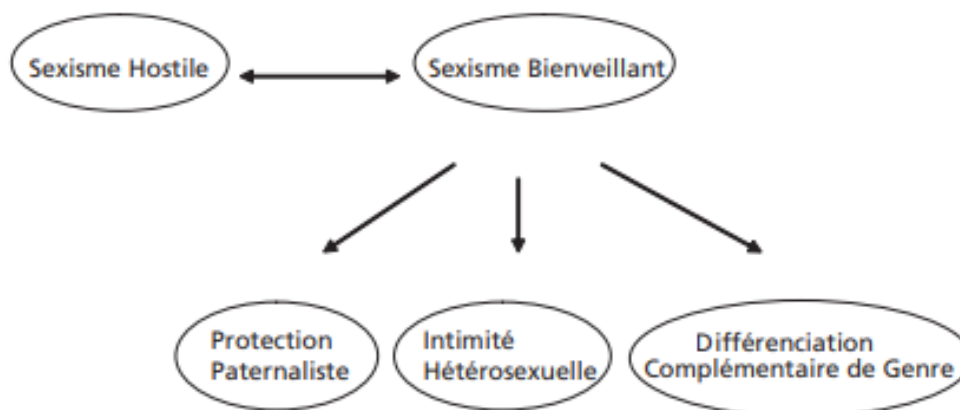 Sexisme Hostile
Sexisme Bienveillant
Protection
Paternaliste
Intimité
Hétérosexuelle
Différenciation
Complémentaire de Genre